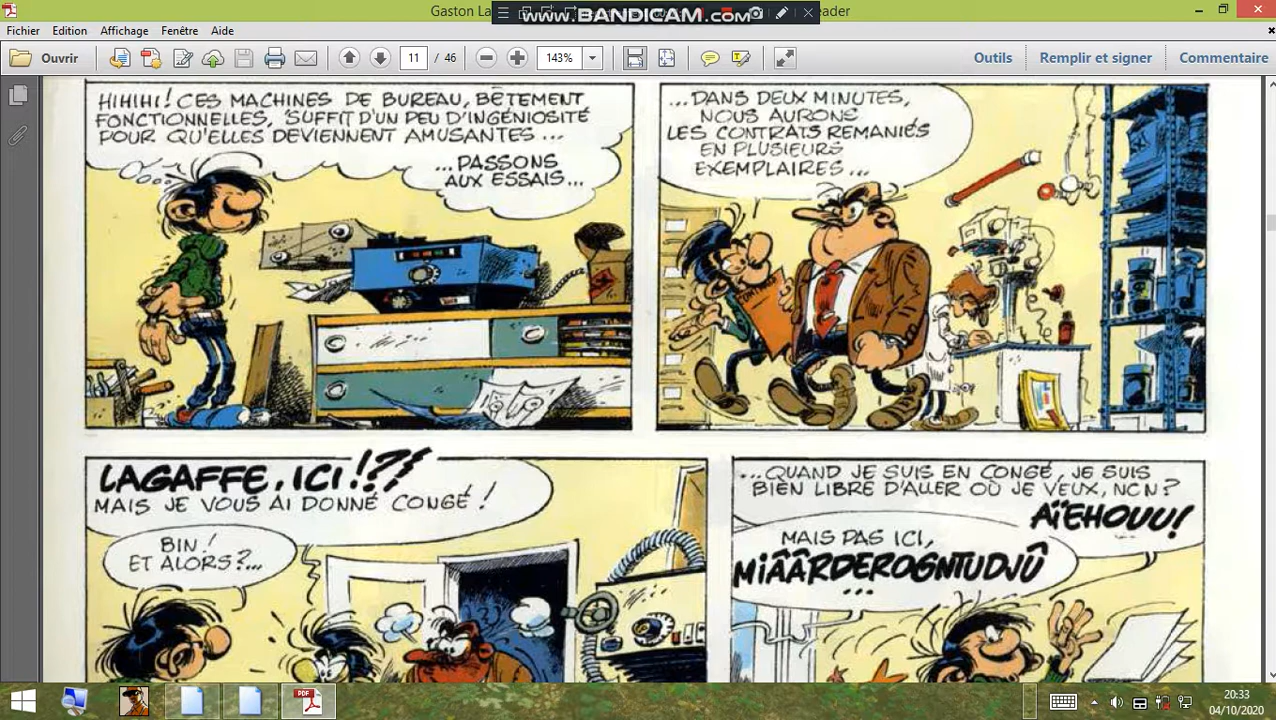 Gaston La
www.BANDICAM.com
eader
Fichier Edition Affichage Fenêtre Aide
Ouvrir
11 / 46
143%
Outils
Remplir et signer
Commentaire
HIHIHI! CES MACHINES DE BUREAU, BÊTEMENT
FONCTIONNELLES, SUFFIT D'UN PEU D'INGÉNIOSITÉ
POUR QU'ELLES DEVIENNENT AMUSANTES...
...PASSONS
AUX ESSAIS...
...DANS DEUX MINUTES,
NOUS AURONS
LES CONTRATS REMANIÉS
EN PLUSIEURS
EXEMPLAIRES...
LAGAFFE, ICI!?!
MAIS JE VOUS AI DONNÉ CONGÉ!
BIN!
ET ALORS?...
...QUAND JE SUIS EN CONGÉ, JE SUIS
BIEN LIBRE D'ALLER OÙ JE VEUX, NON?
AÏEHOUU!
MAIS PAS ICI,
MIÂÂRDEROGNTUDJÛ
...
PDF
20:33
04/10/2020